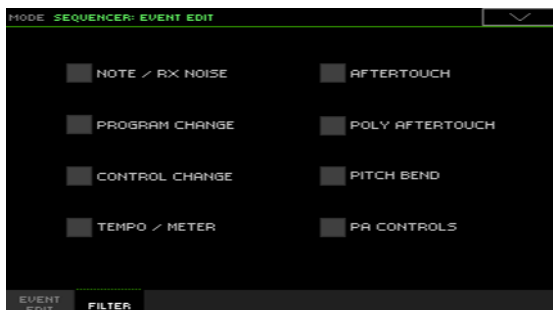 MODE SEQUENCER: EVENT EDIT
NOTE / RX NOISE
AFTERTOUCH
PROGRAM CHANGE
POLY AFTERTOUCH
CONTROL CHANGE
PITCH BEND
TEMPO / METER
PA CONTROLS
EVENT
EDIT
FILTER